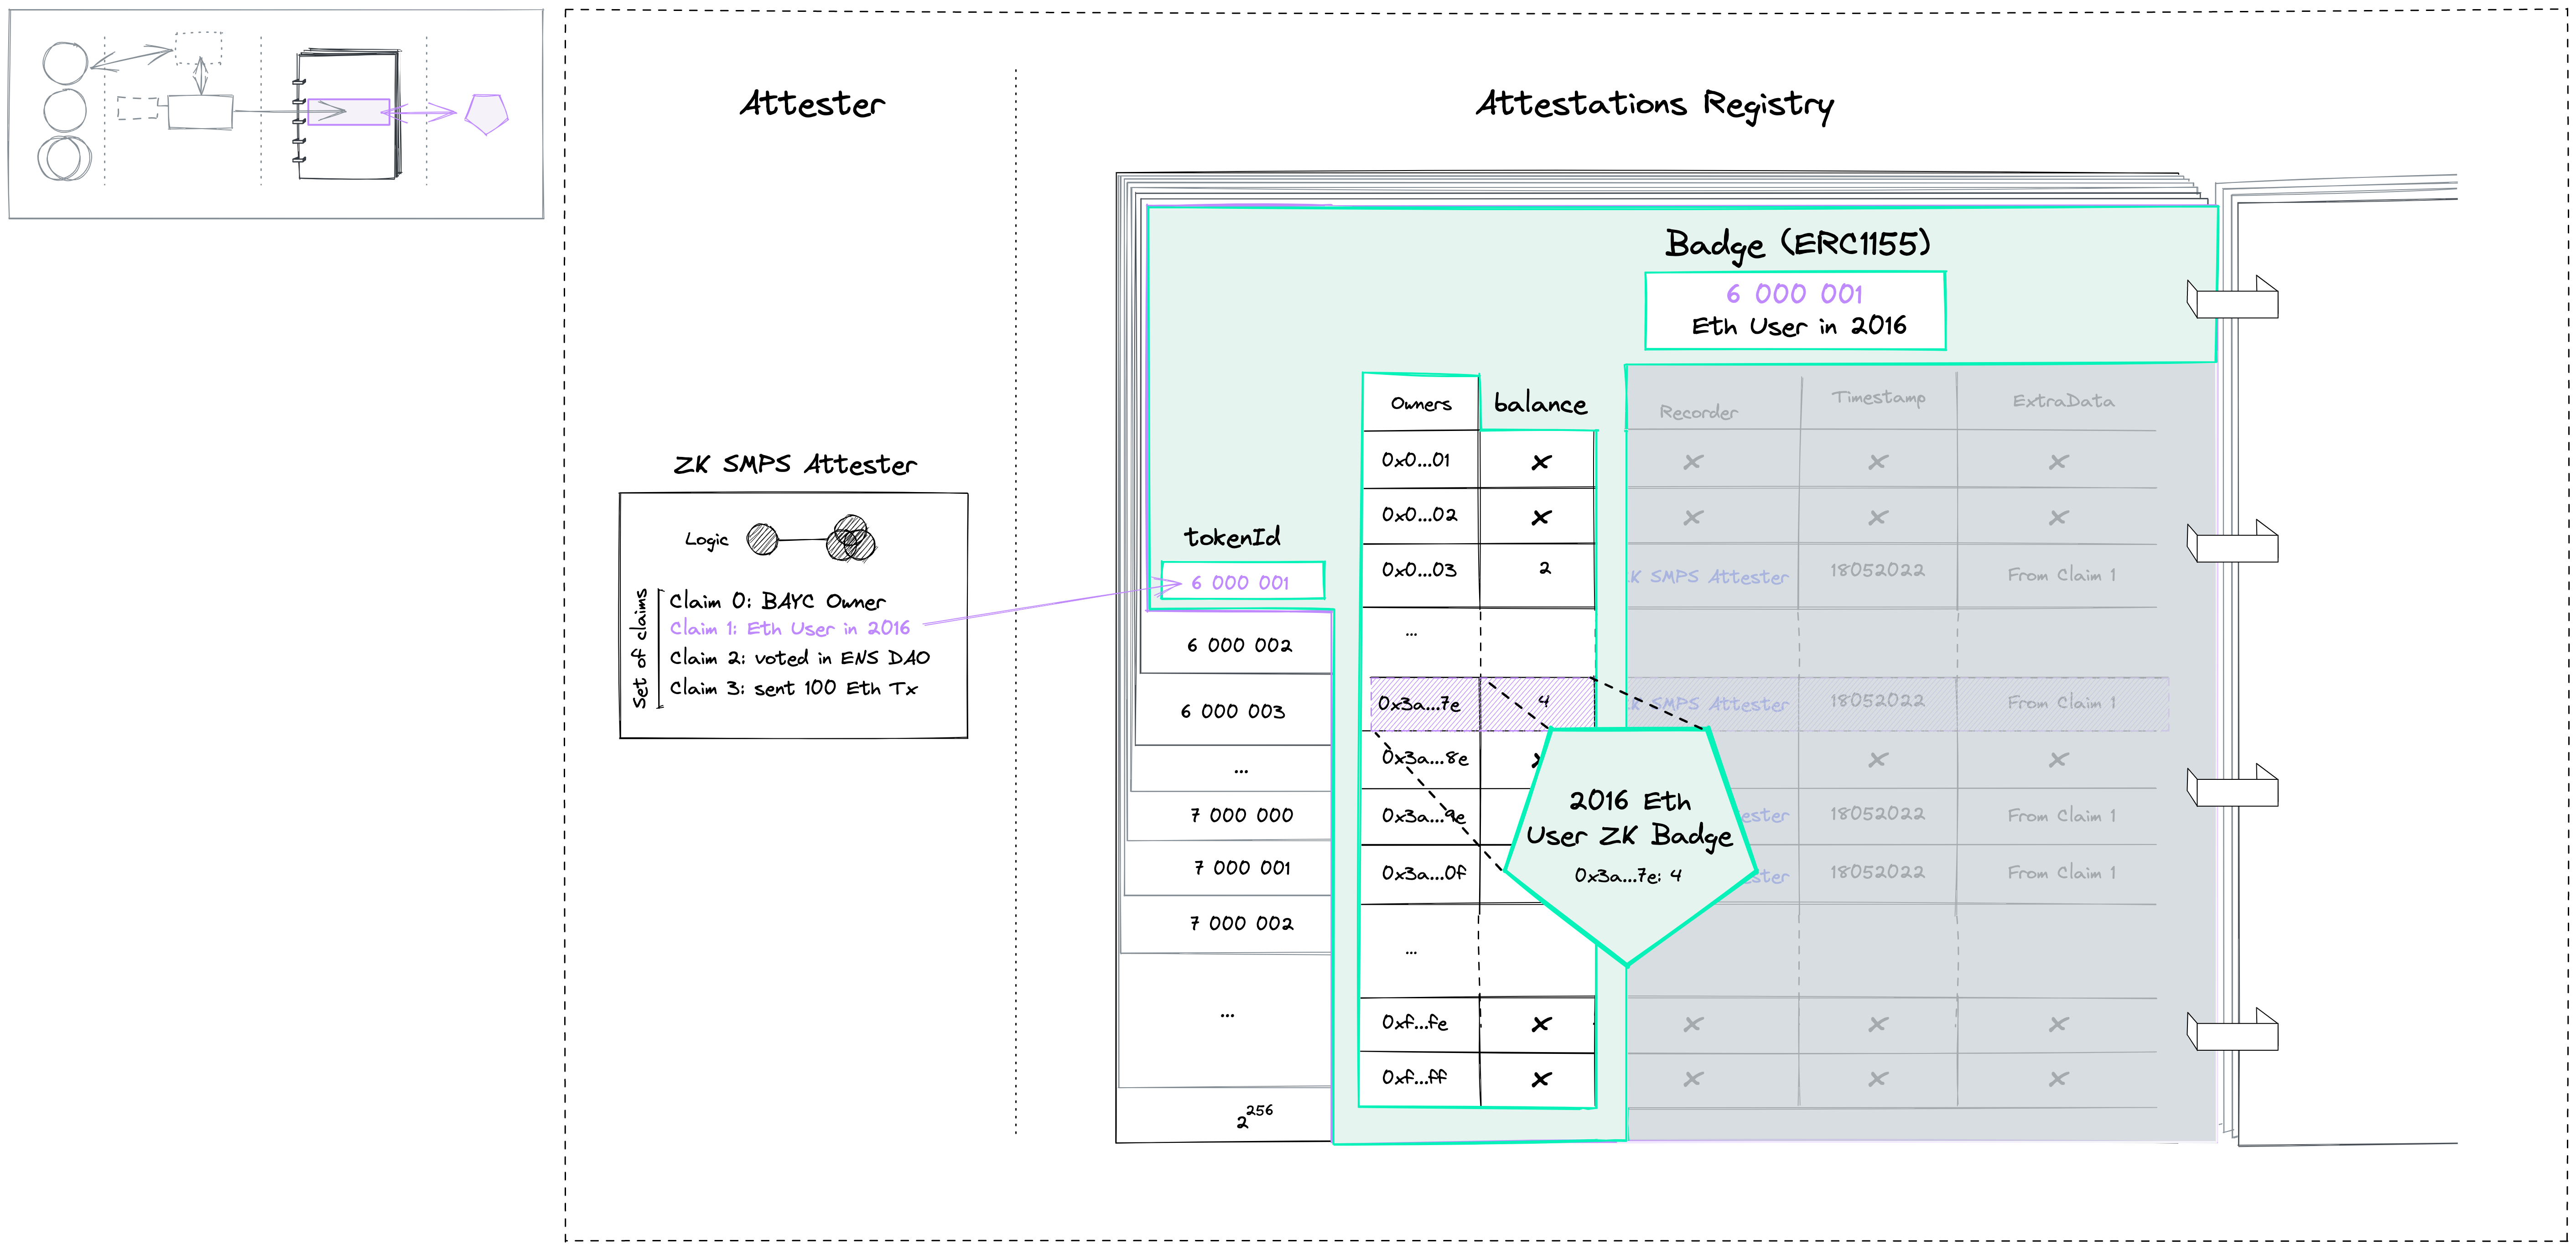 Attester
Attestations Registry
Badge (ERC1155)
6 000 001
Eth User in 2016
ZK SMPS Attester
Logic
Set of claims
Claim 0: BAYC Owner
Claim 1: Eth User in 2016
Claim 2: voted in ENS DAO
Claim 3: sent 100 Eth Tx
tokenId
6 000 001
6 000 002
6 000 003
...
7 000 000
7 000 001
7 000 002
...
2^256
Owners balance Recorder Timestamp ExtraData
0x0...01 x x x x
0x0...02 x x x x
0x0...03 2 K SMPS Attester 18052022 From Claim 1
...
0x3a...7e 4 K SMPS Attester 18052022 From Claim 1
0x3a...8e x x x
0x3a...9e ester 18052022 From Claim 1
0x3a...0f ester 18052022 From Claim 1
...
0xf...fe x x x x
0xf...ff x x x x
2016 Eth
User ZK Badge
0x3a...7e: 4